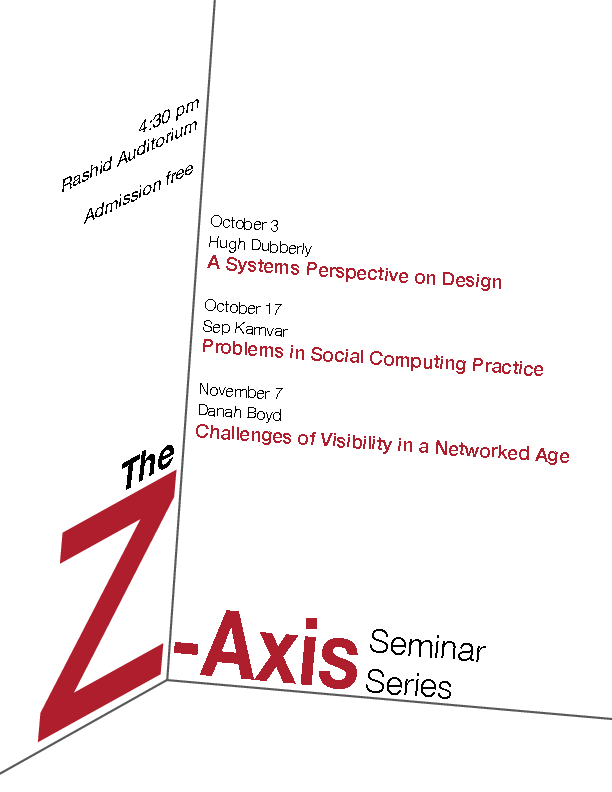 4:30 pm
Rashid Auditorium
Admission free
October 3
Hugh Dubberly
A Systems Perspective on Design
October 17
Sep Kamvar
Problems in Social Computing Practice
November 7
Danah Boyd
Challenges of Visibility in a Networked Age
The
Z-Axis
Seminar
Series